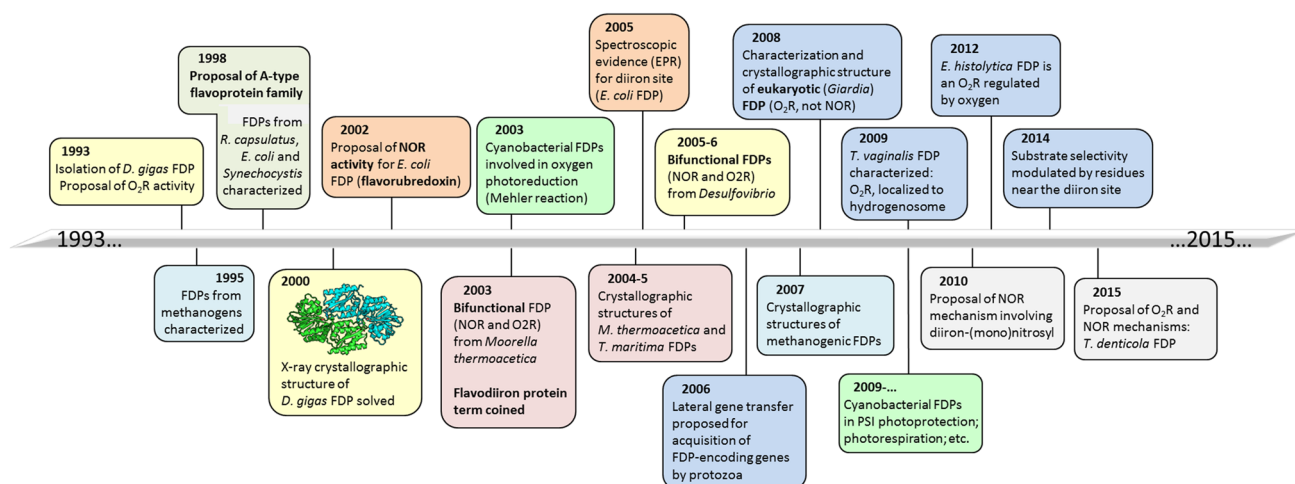 1993
Isolation of D. gigas FDP
Proposal of O₂R activity
1998
Proposal of A-type
flavoprotein family
FDPs from
R. capsulatus,
E. coli and
Synechocystis
characterized
2002
Proposal of NOR
activity for E. coli
FDP (flavorubredoxin)
2003
Cyanobacterial FDPs
involved in oxygen
photoreduction
(Mehler reaction)
2005
Spectroscopic
evidence (EPR)
for diiron site
(E. coli FDP)
2005-6
Bifunctional FDPs
(NOR and O2R)
from Desulfovibrio
2008
Characterization and
crystallographic structure
of eukaryotic (Giardia)
FDP (O₂R, not NOR)
2009
T. vaginalis FDP
characterized:
O₂R, localized to
hydrogenosome
2012
E. histolytica FDP is
an O₂R regulated
by oxygen
2014
Substrate selectivity
modulated by residues
near the diiron site
1993...
...2015...
1995
FDPs from
methanogens
characterized
2000
X-ray crystallographic
structure of
D. gigas FDP solved
2003
Bifunctional FDP
(NOR and O2R)
from Moorella
thermoacetica
Flavodiiron protein
term coined
2004-5
Crystallographic
structures of
M. thermoacetica and
T. maritima FDPs
2006
Lateral gene transfer
proposed for
acquisition of
FDP-encoding genes
by protozoa
2007
Crystallographic
structures of
methanogenic FDPs
2009-...
Cyanobacterial FDPs
in PSI photoprotection;
photorespiration; etc.
2010
Proposal of NOR
mechanism involving
diiron-(mono)nitrosyl
2015
Proposal of O₂R and
NOR mechanisms:
T. denticola FDP